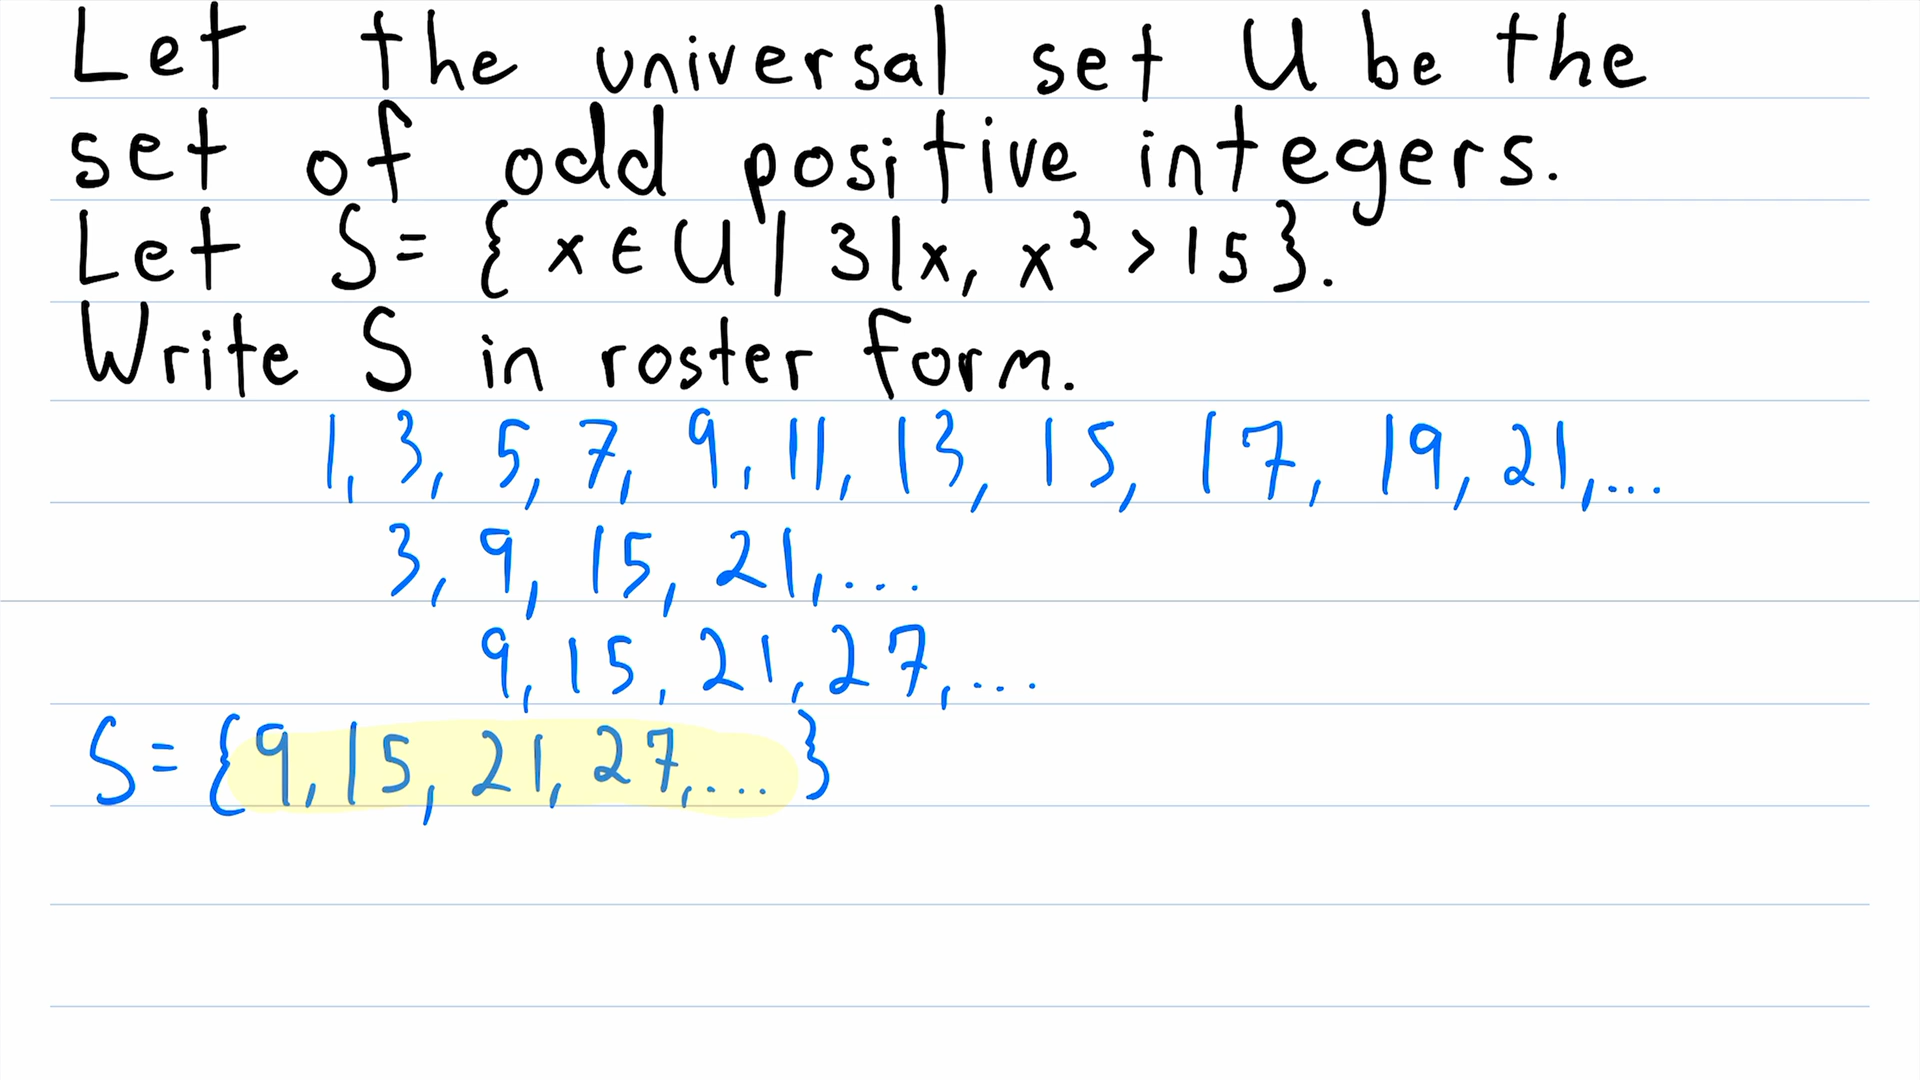 Let the universal set U be the
set of odd positive integers.
Let S = { x ∈ U | 3|x, x² > 15 }.
Write S in roster form.
1, 3, 5, 7, 9, 11, 13, 15, 17, 19, 21, ...
3, 9, 15, 21, ...
9, 15, 21, 27, ...
S = {9, 15, 21, 27, ... }